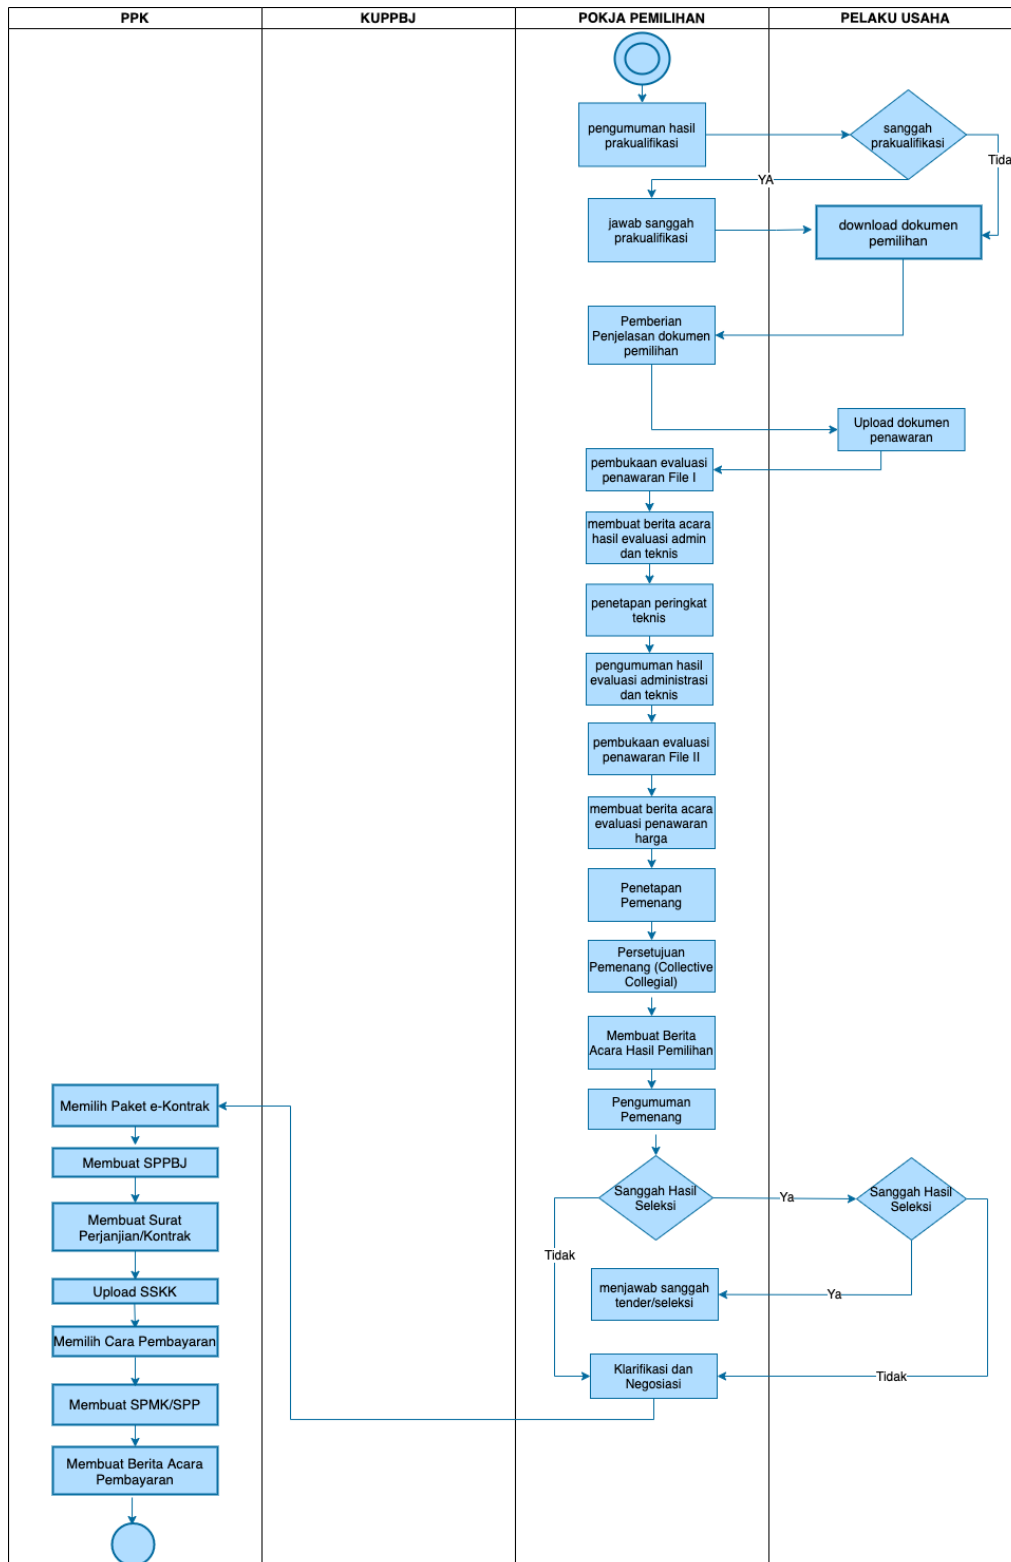 PPK
KUPPBJ
POKJA PEMILIHAN
PELAKU USAHA
pengumuman hasil
prakualifikasi
sanggah
prakualifikasi
Tida
YA
jawab sanggah
prakualifikasi
download dokumen
pemilihan
Pemberian
Penjelasan dokumen
pemilihan
Upload dokumen
penawaran
pembukaan evaluasi
penawaran File I
membuat berita acara
hasil evaluasi admin
dan teknis
penetapan peringkat
teknis
pengumuman hasil
evaluasi administrasi
dan teknis
pembukaan evaluasi
penawaran File II
membuat berita acara
evaluasi penawaran
harga
Penetapan
Pemenang
Persetujuan
Pemenang (Collective
Collegial)
Membuat Berita
Acara Hasil Pemilihan
Pengumuman
Pemenang
Sanggah Hasil
Seleksi
Ya
Sanggah Hasil
Seleksi
Tidak
menjawab sanggah
tender/seleksi
Ya
Klarifikasi dan
Negosiasi
Tidak
Memilih Paket e-Kontrak
Membuat SPPBJ
Membuat Surat
Perjanjian/Kontrak
Upload SSKK
Memilih Cara Pembayaran
Membuat SPMK/SPP
Membuat Berita Acara
Pembayaran